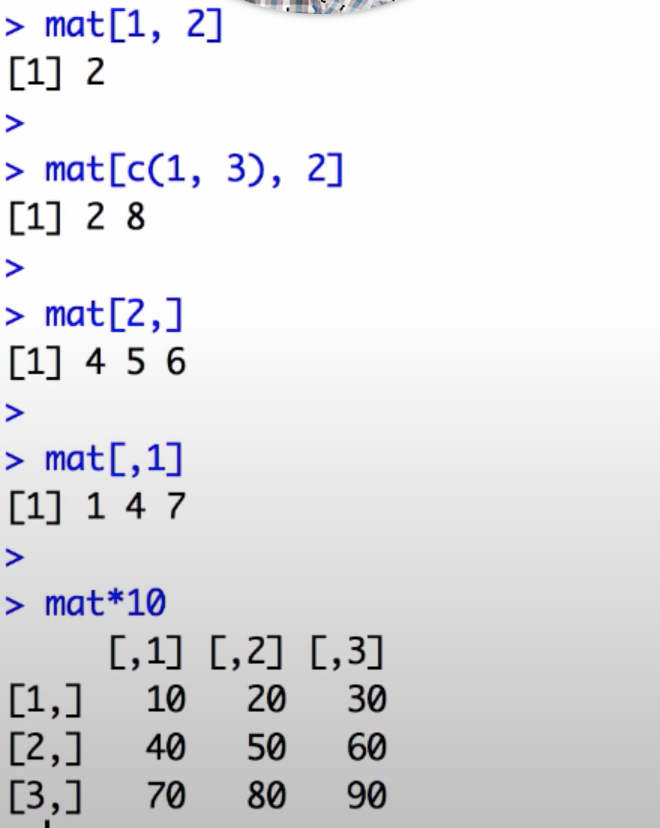 > mat[1, 2]
[1] 2
>
> mat[c(1, 3), 2]
[1] 2 8
>
> mat[2,]
[1] 4 5 6
>
> mat[,1]
[1] 1 4 7
>
> mat*10
     [,1] [,2] [,3]
[1,]   10   20   30
[2,]   40   50   60
[3,]   70   80   90